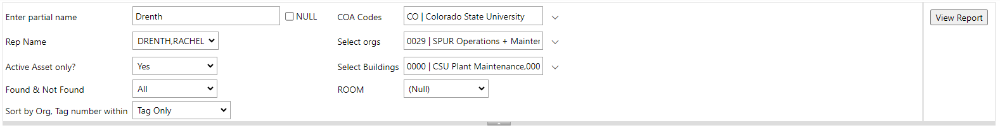 Enter partial name Drenth NULL COA Codes CO | Colorado State University View Report
Rep Name DRENTH,RACHEL Select orgs 0029 | SPUR Operations +
Active Asset only? Yes Select Buildings 0000 | CSU Plant Maintenance,000
Found & Not Found All ROOM (Null)
Sort by Org, Tag number within Tag Only